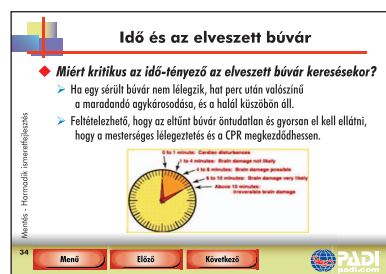 Idő és az elveszett búvár
Miért kritikus az idő-tényező az elveszett búvár keresésekor?
Ha egy sérült búvár nem lélegzik, hat perc után valószínű
a maradandó agykárosodása, és a halál küszöbön áll.
Feltételezhető, hogy az eltűnt búvár öntudatlan és gyorsan el kell ellátni,
hogy a mesterséges lélegeztetés és a CPR megkezdődhessen.
0 to 1 minute: Cardiac disturbances
1 to 4 minutes: Brain damage not likely
4 to 6 minutes: Brain damage possible
6 to 10 minutes: Brain damage very likely
Above 10 minutes:
Irreversible brain damage
Mentés - Harmadik ismeretfejlesztés
34
Menü
Előző
Következő
PADI
padi.com